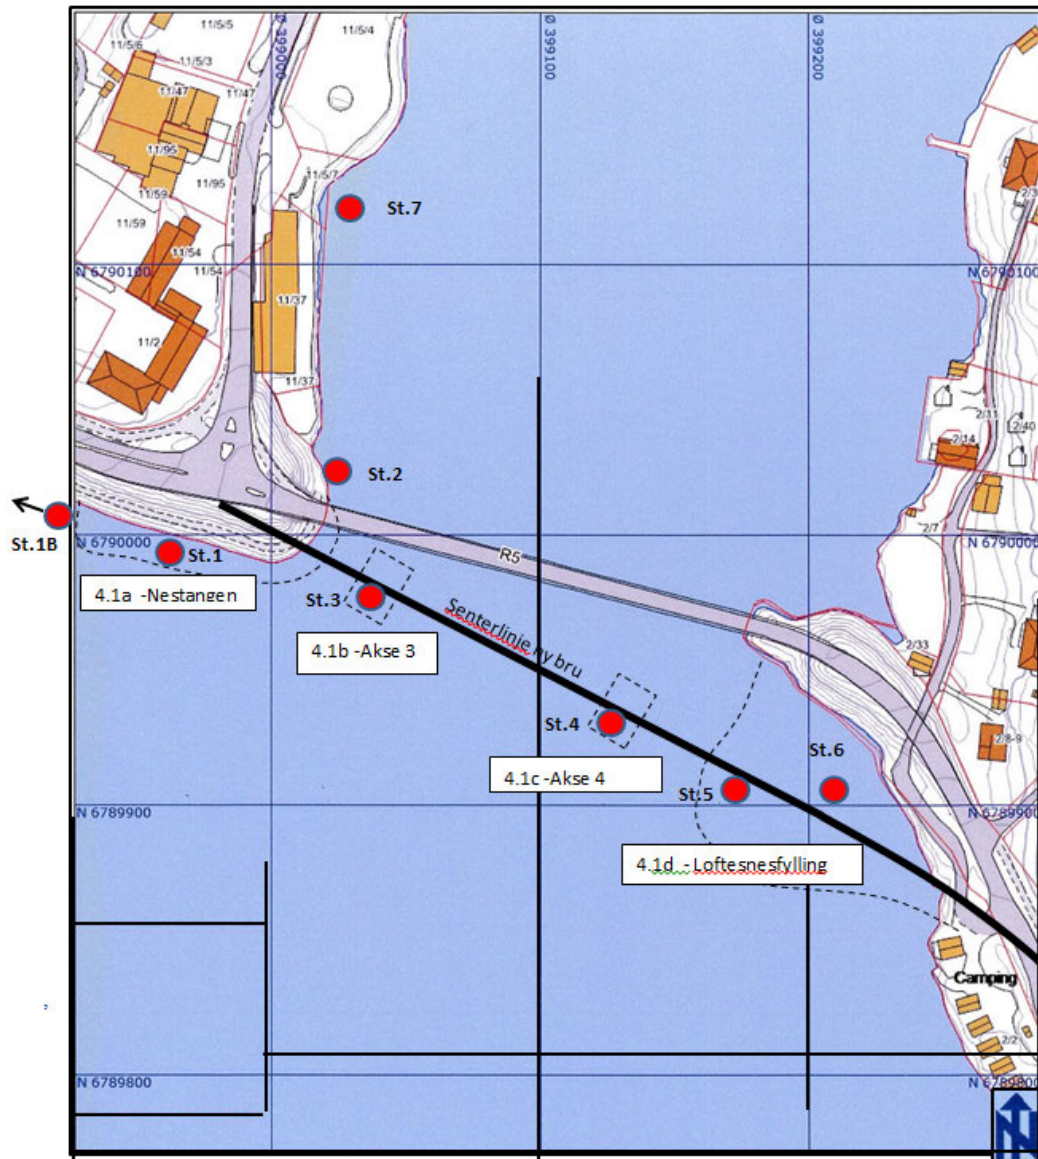 11/5/5
11/5/4
11/5/6
11/5/3
11/47
11/47
Ø 399000
Ø 399100
Ø 399200
11/95
11/95
11/59
11/5/7
11/59
11/54
11/54
St.7
N 6790100
N 6790100
11/37
11/2
11/37
2/11
2/40
2/14
St.2
St.1B
St.1
N 6790000
N 6790000
2/7
R5
4.1a -Nestangen
St.3
Senterlinie ny bru
4.1b -Akse 3
2/33
St.4
St.6
2/8-9
4.1c -Akse 4
St.5
N 6789900
N 6789900
4.1d - Loftesnesfylling
Camping
2/2
N 6789800
N 6789800
N